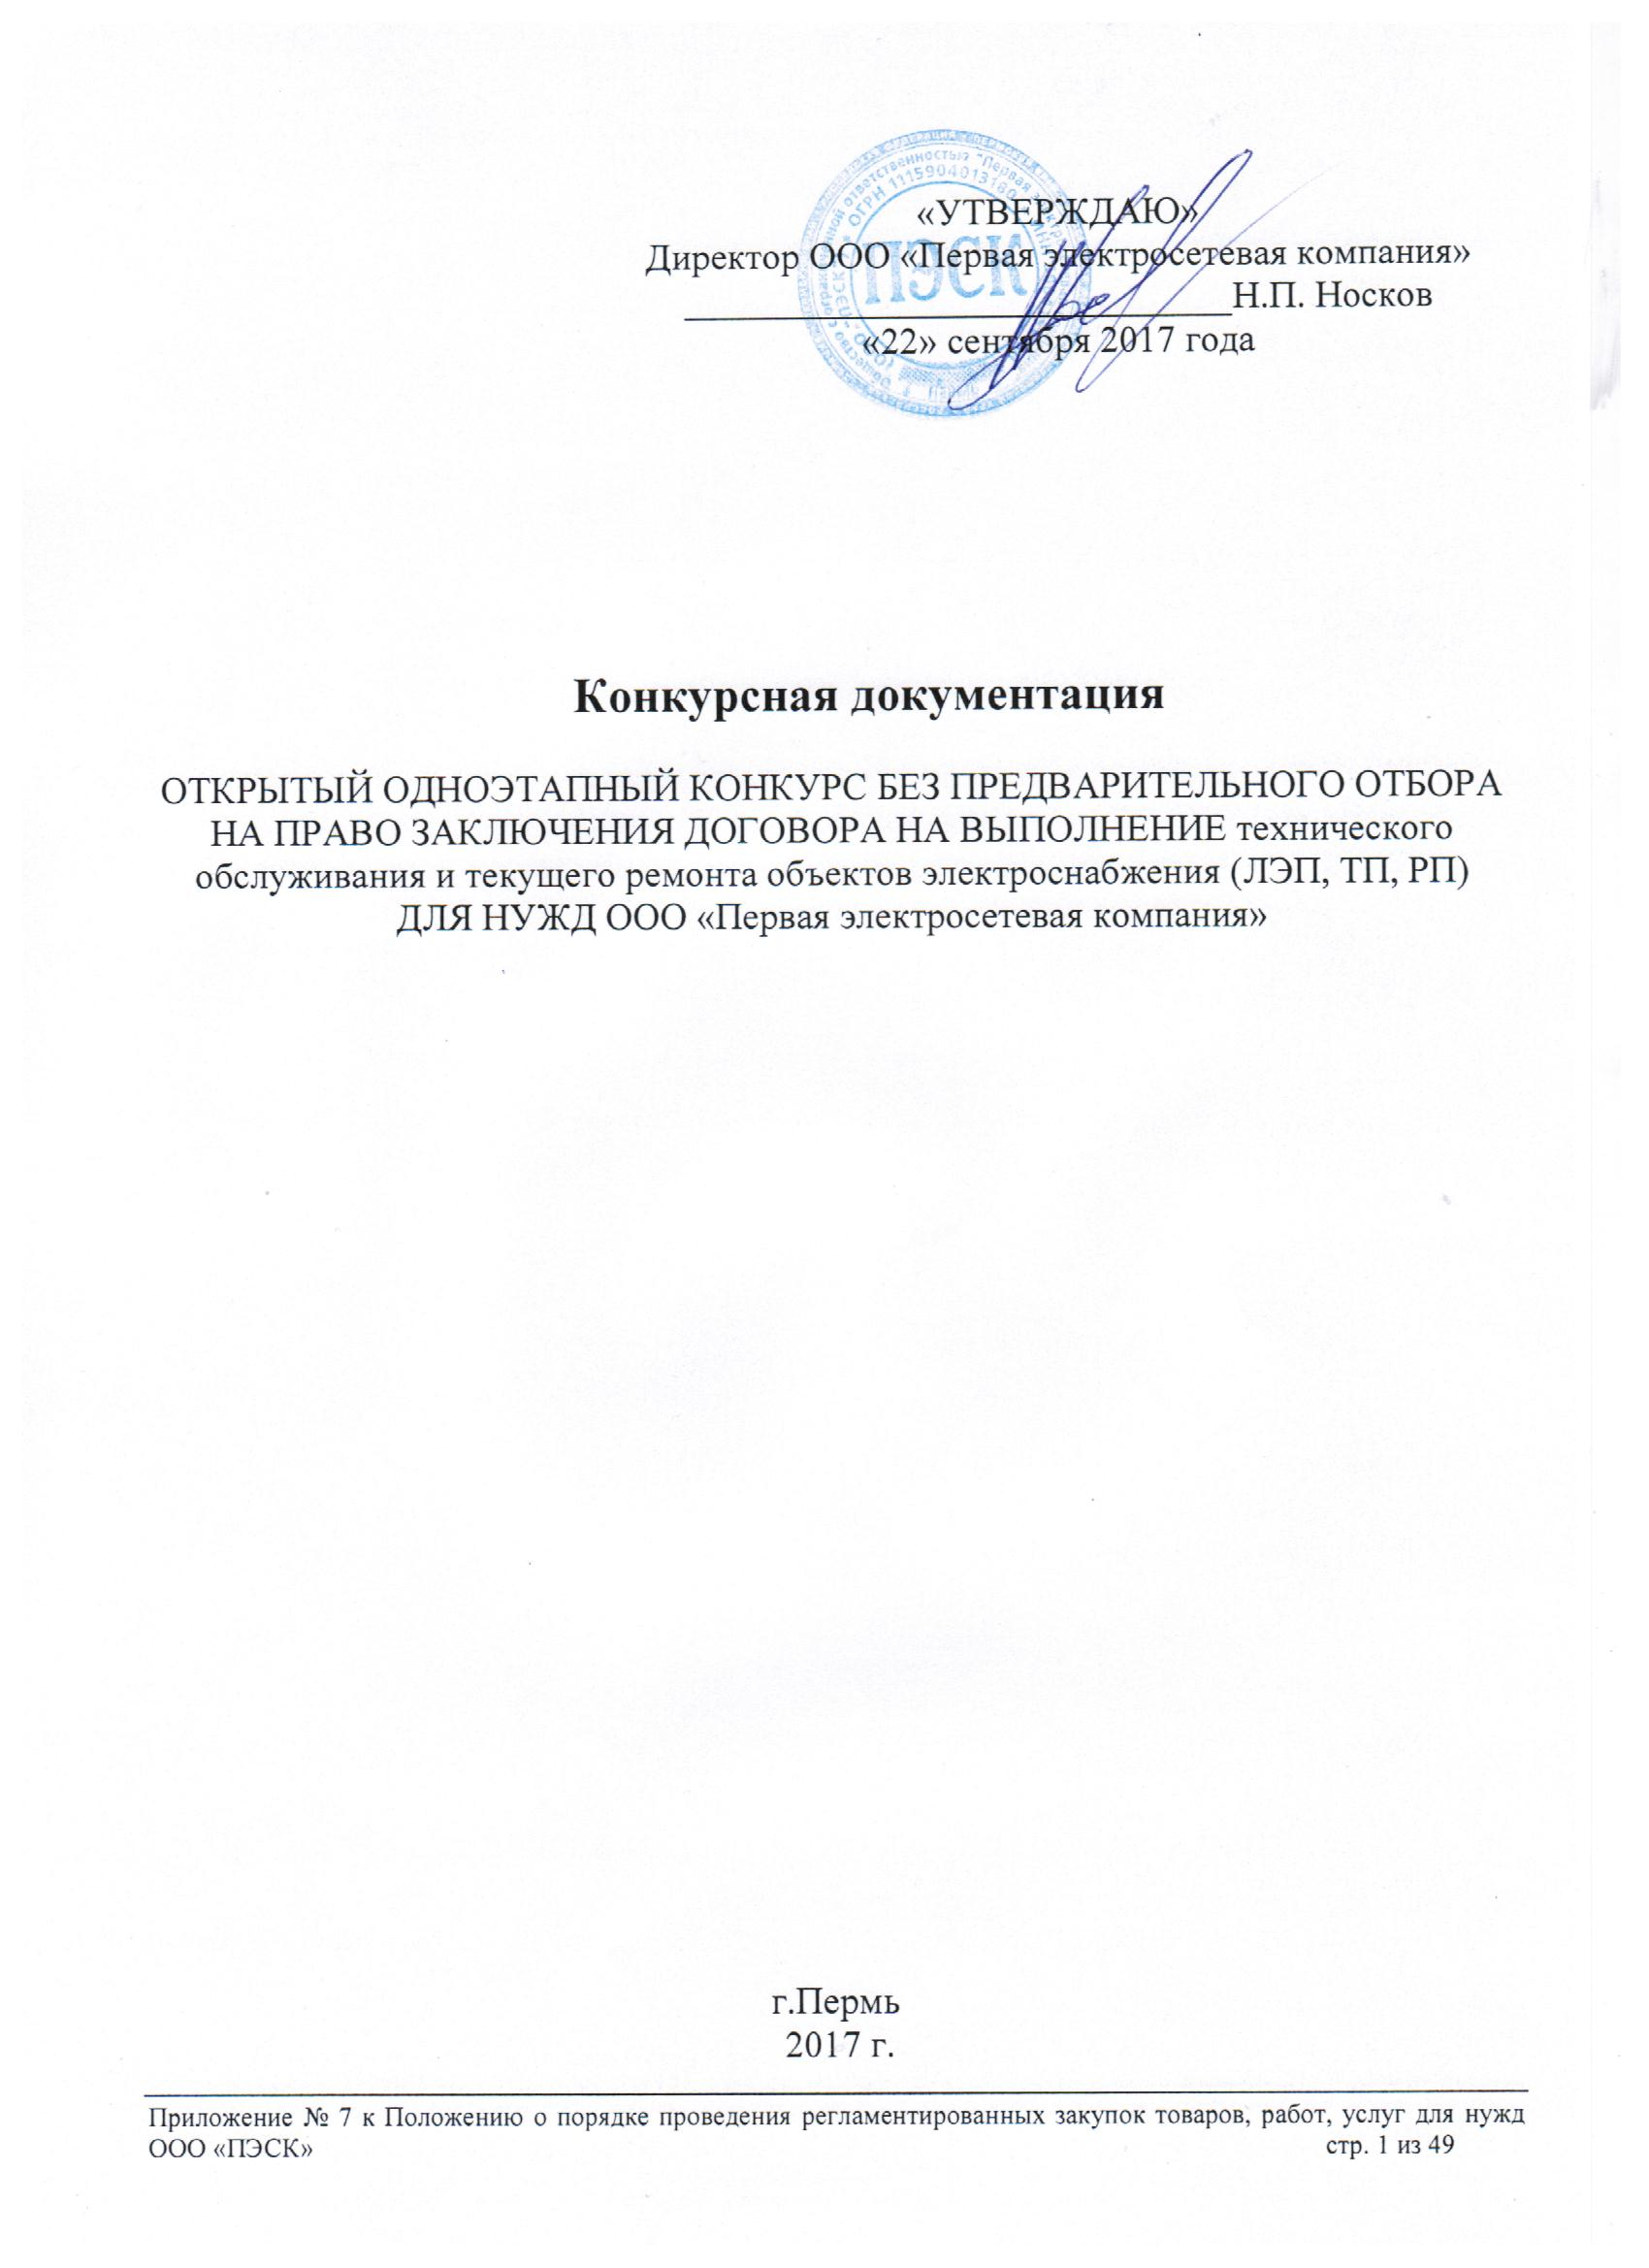 «УТВЕРЖДАЮ»
Директор ООО «Первая электросетевая компания»
Н.П. Носков
«22» сентября 2017 года
ОГРН 1115904013180
ПЭСК
Конкурсная документация
ОТКРЫТЫЙ ОДНОЭТАПНЫЙ КОНКУРС БЕЗ ПРЕДВАРИТЕЛЬНОГО ОТБОРА
НА ПРАВО ЗАКЛЮЧЕНИЯ ДОГОВОРА НА ВЫПОЛНЕНИЕ технического
обслуживания и текущего ремонта объектов электроснабжения (ЛЭП, ТП, РП)
ДЛЯ НУЖД ООО «Первая электросетевая компания»
г.Пермь
2017 г.
Приложение № 7 к Положению о порядке проведения регламентированных закупок товаров, работ, услуг для нужд
ООО «ПЭСК» стр. 1 из 49